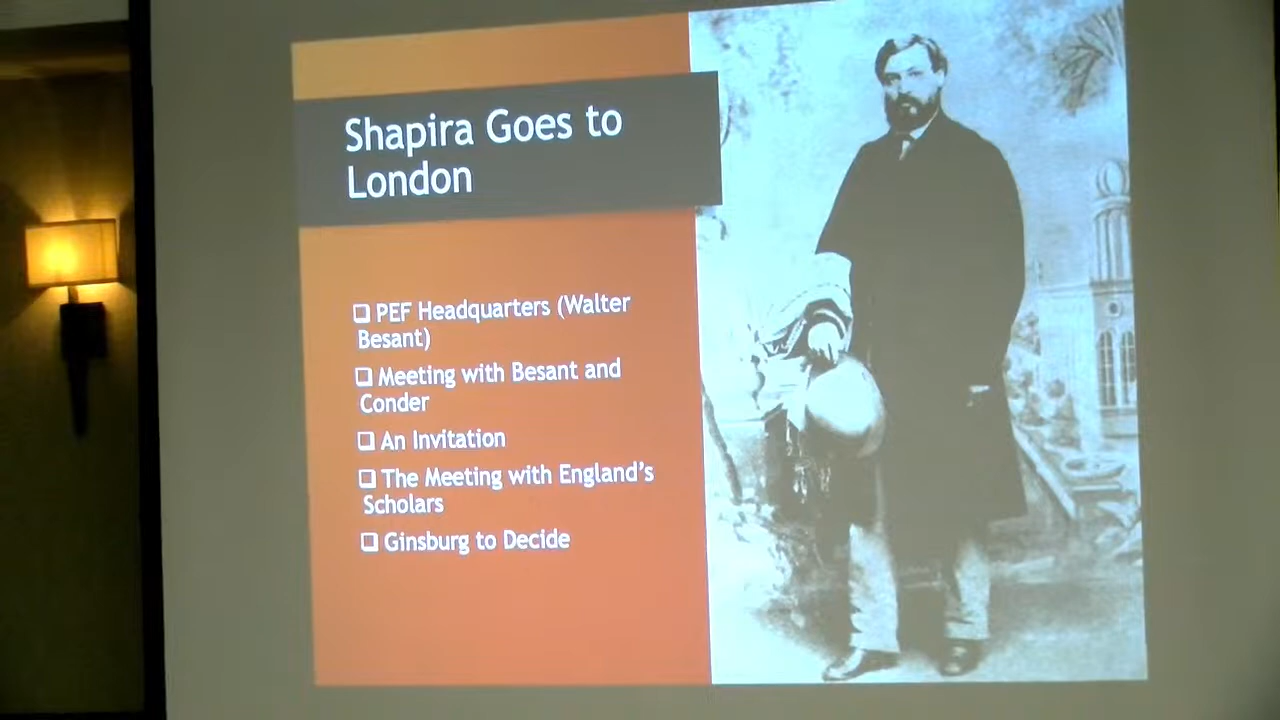 Shapira Goes to
London
❑ PEF Headquarters (Walter
Besant)
❑ Meeting with Besant and
Conder
❑ An Invitation
❑ The Meeting with England's
Scholars
❑ Ginsburg to Decide